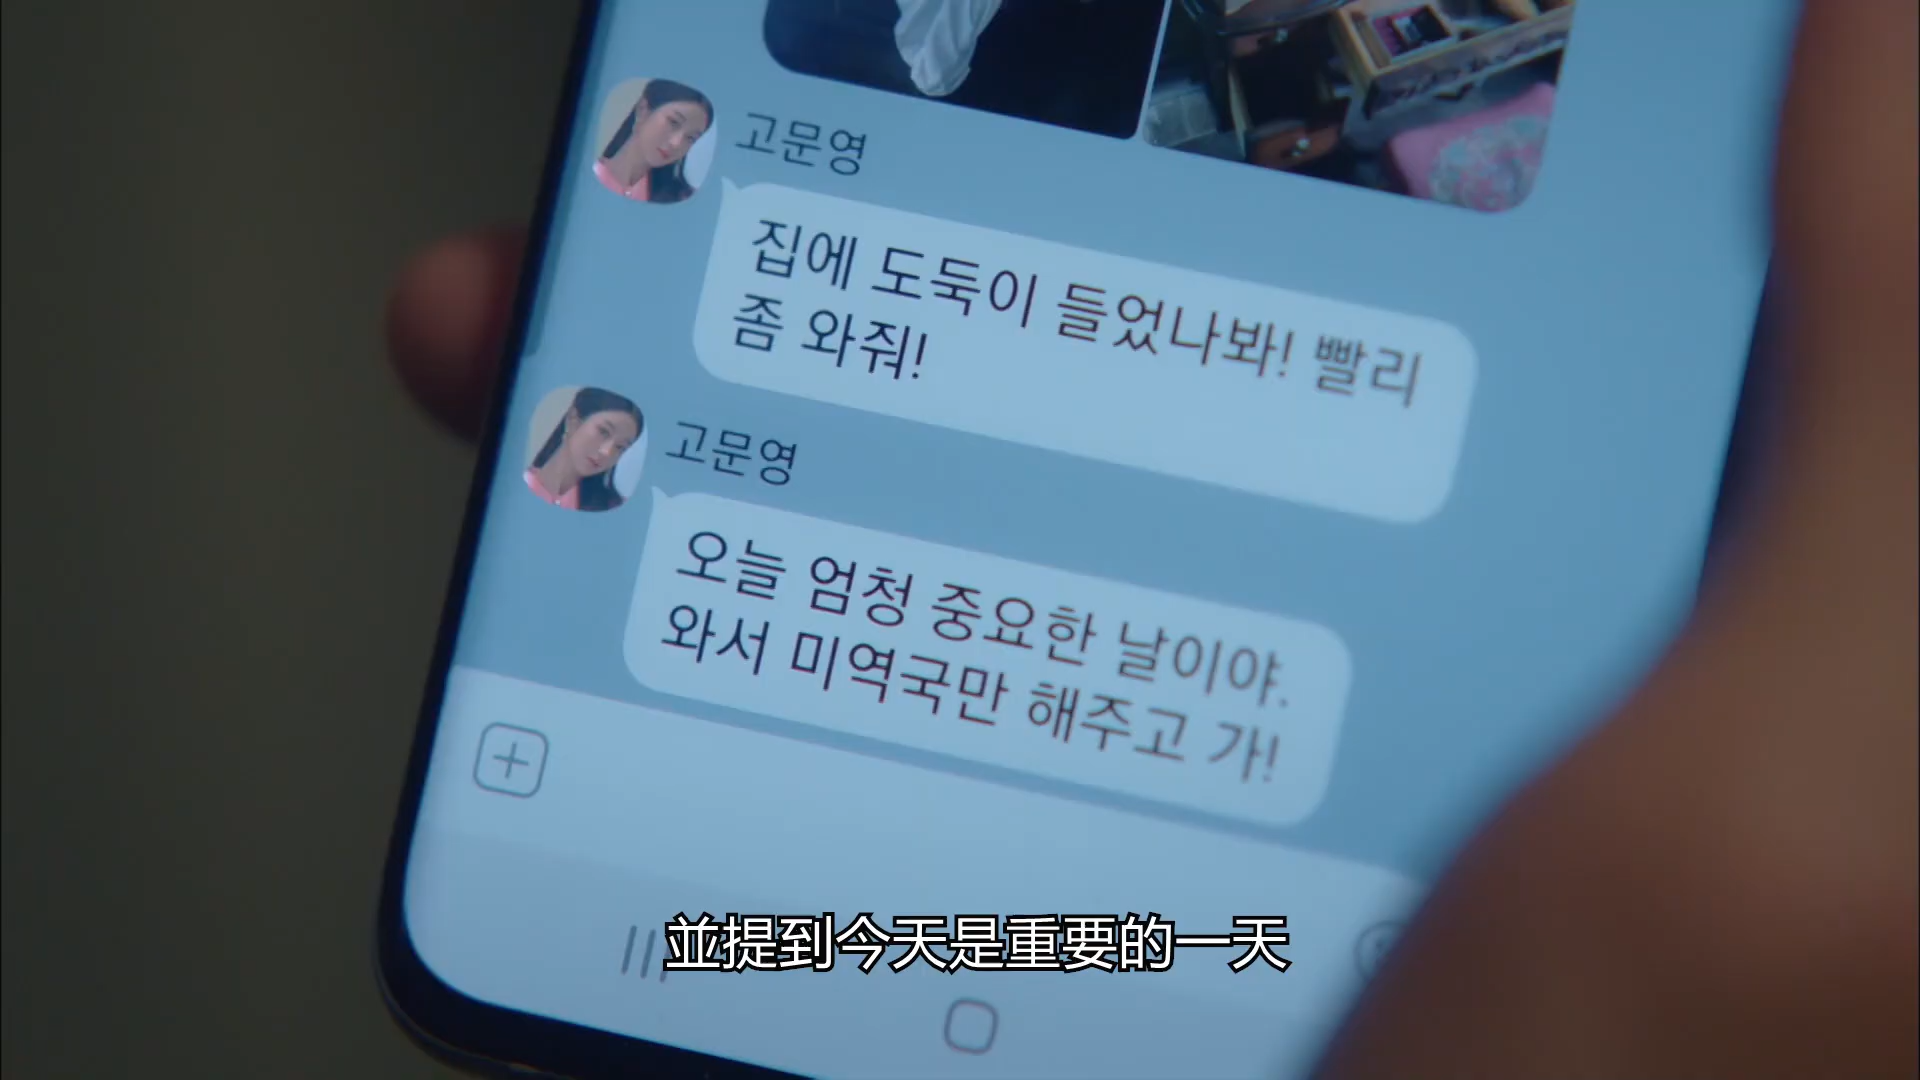 고문영
집에 도둑이 들었나봐! 빨리
좀 와줘!
고문영
오늘 엄청 중요한 날이야.
와서 미역국만 해주고 가!
並提到今天是重要的一天